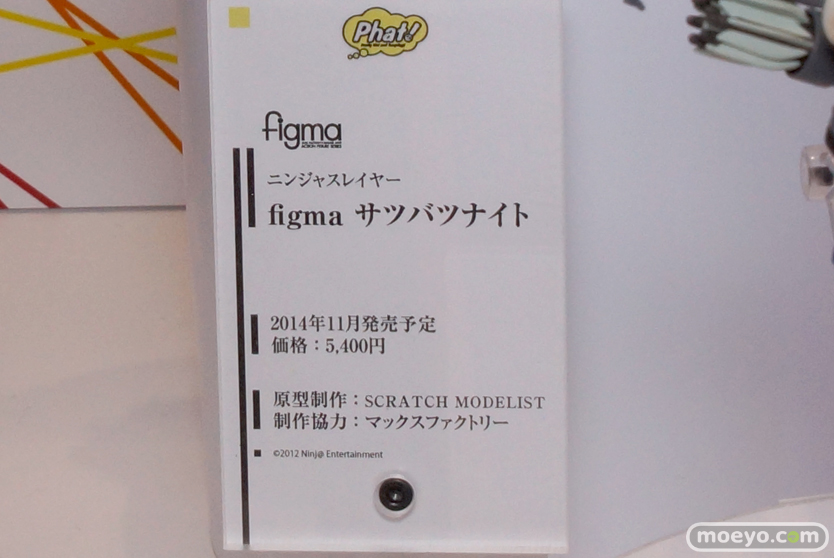 Phat!
figma
ニンジャスレイヤー
figma サツバツナイト
2014年11月発売予定
価格：5,400円
原型制作：SCRATCH MODELIST
制作協力：マックスファクトリー
©2012 Ninj@ Entertainment
moeyo.com